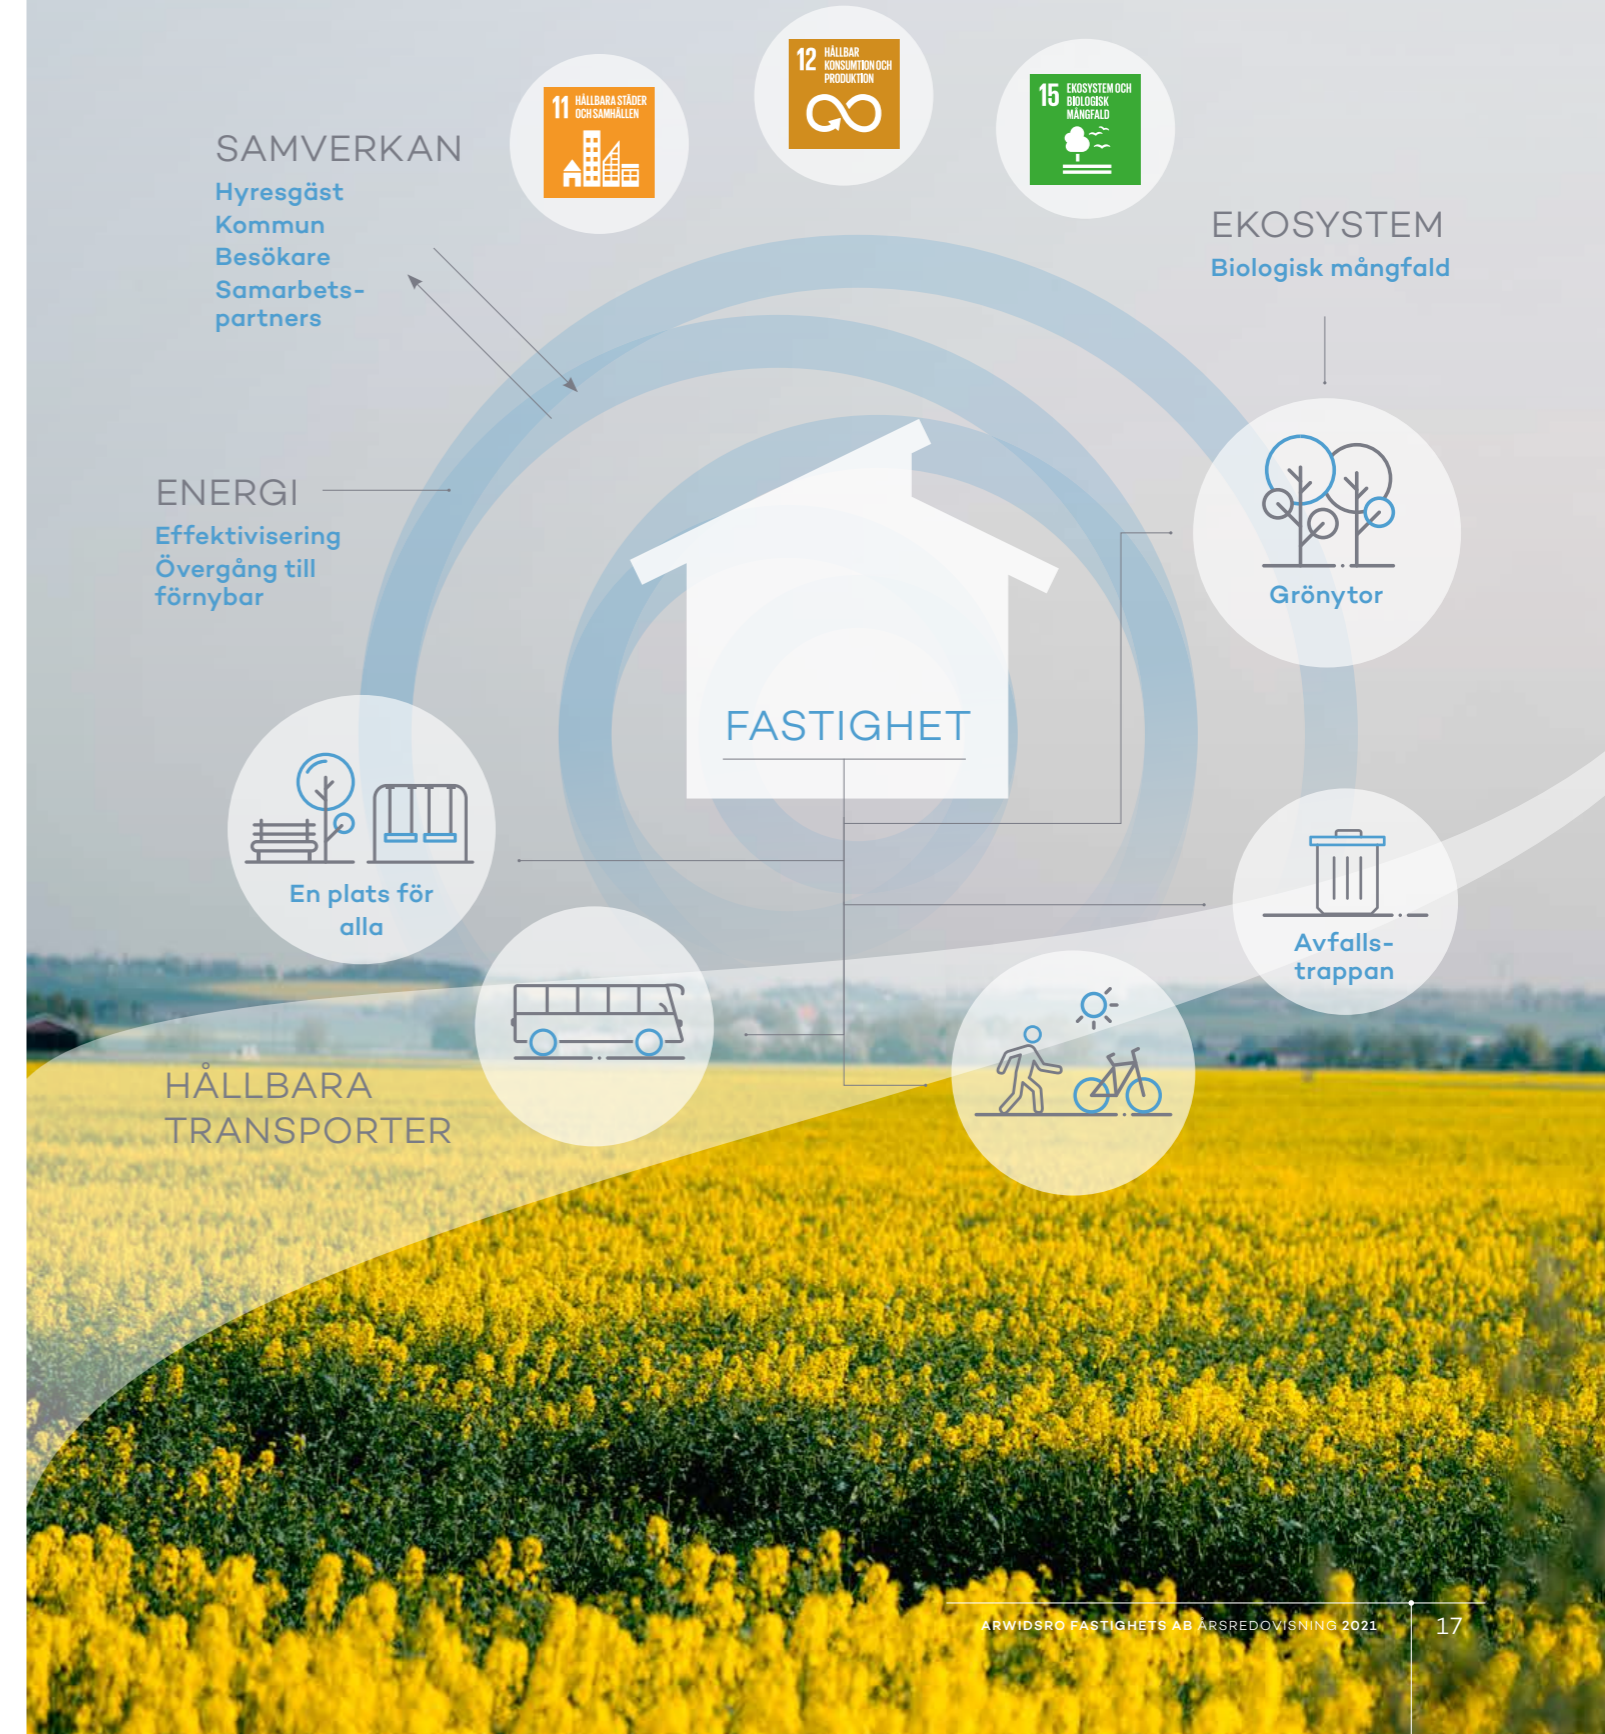 11 HÅLLBARA STÄDER
OCH SAMHÄLLEN
12 HÅLLBAR
KONSUMTION OCH
PRODUKTION
15 EKOSYSTEM OCH
BIOLOGISK
MÅNGFALD
SAMVERKAN
Hyresgäst
Kommun
Besökare
Samarbets-
partners
EKOSYSTEM
Biologisk mångfald
ENERGI
Effektivisering
Övergång till
förnybar
Grönytor
FASTIGHET
En plats för
alla
Avfalls-
trappan
HÅLLBARA
TRANSPORTER
ARWIDSRO FASTIGHETS AB ÅRSREDOVISNING 2021 17